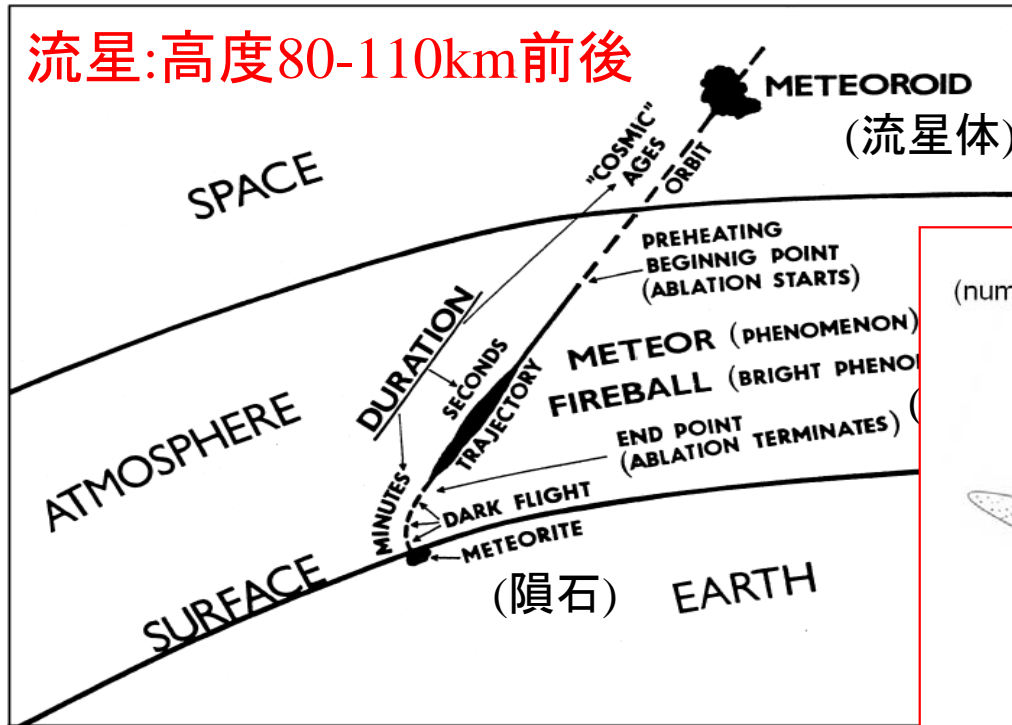 流星:高度80-110km前後
METEOROID
(流星体)
"COSMIC"
AGES
ORBIT
SPACE
PREHEATING
BEGINNIG POINT
(ABLATION STARTS)
(num
DURATION
SECONDS
TRAJECTORY
METEOR (PHENOMENON)
FIREBALL (BRIGHT PHENO
(
ATMOSPHERE
END POINT
(ABLATION TERMINATES)
MINUTES
DARK FLIGHT
METEORITE
(隕石)
SURFACE
EARTH